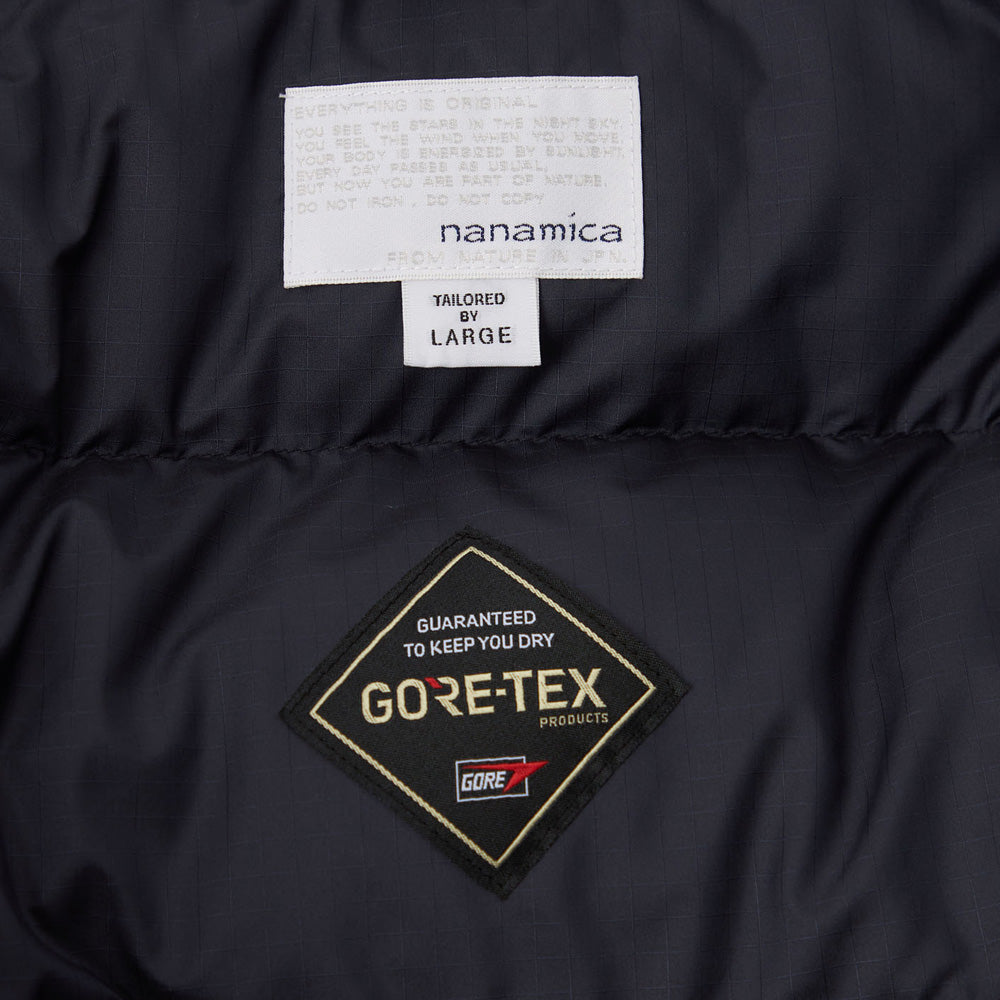 EVERYTHING IS ORIGINAL
YOU SEE THE STARS IN THE NIGHT SKY,
YOU FEEL THE WIND WHEN YOU MOVE,
YOUR BODY IS ENERGIZED BY SUNLIGHT,
EVERY DAY PASSES AS USUAL,
BUT NOW YOU ARE PART OF NATURE.
DO NOT IRON , DO NOT COPY
nanamica
FROM NATURE IN JPN.
TAILORED
BY
LARGE
GUARANTEED
TO KEEP YOU DRY
GORE-TEX
PRODUCTS
GORE